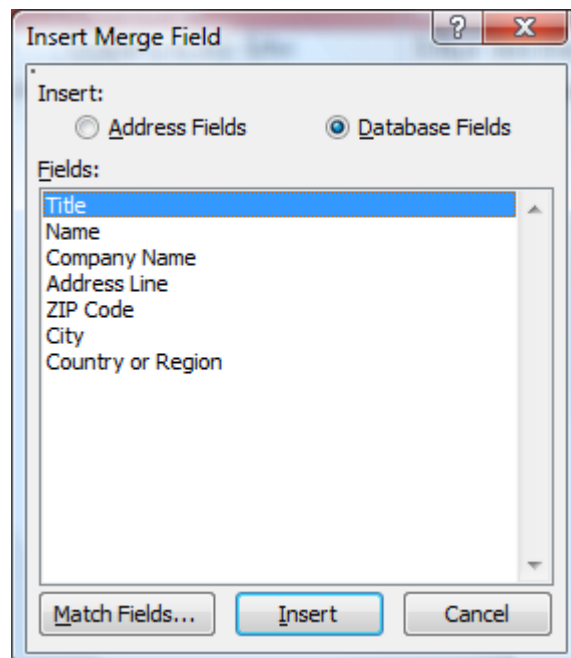 Insert Merge Field
Insert:
Address Fields Database Fields
Fields:
Title
Name
Company Name
Address Line
ZIP Code
City
Country or Region
Match Fields... Insert Cancel